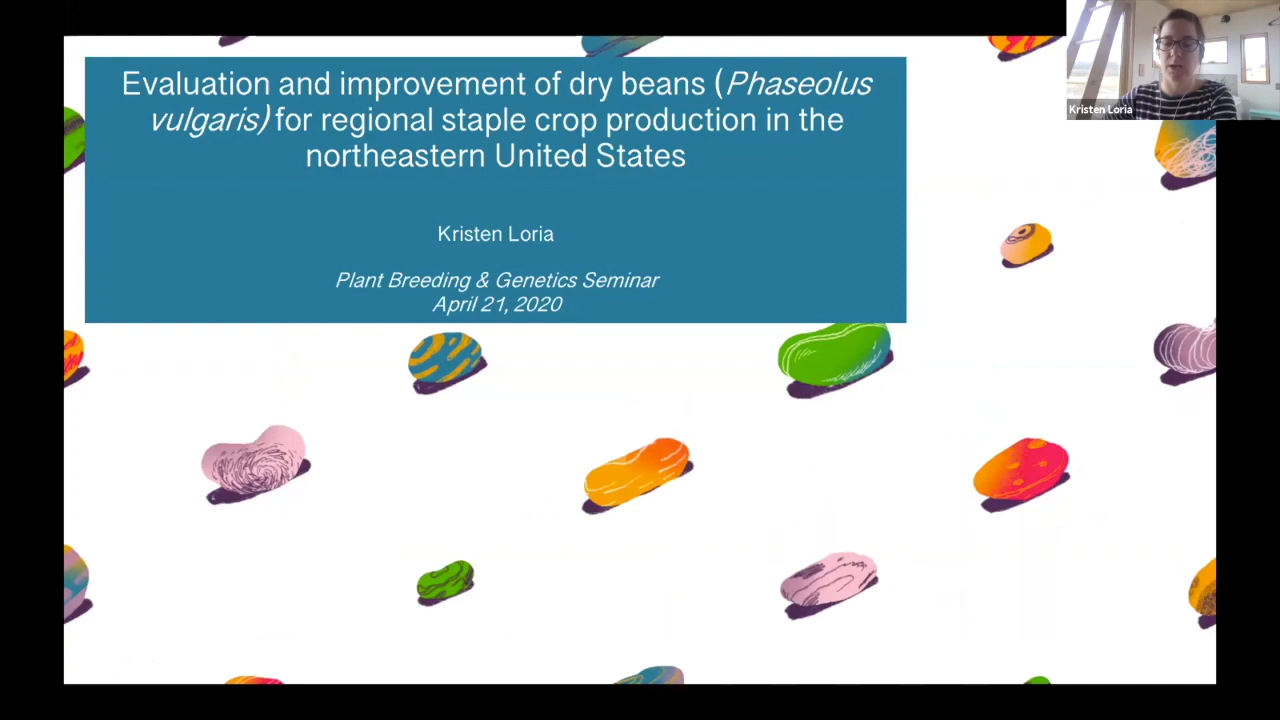 Evaluation and improvement of dry beans (Phaseolus
vulgaris) for regional staple crop production in the
northeastern United States
Kristen Loria
Plant Breeding & Genetics Seminar
April 21, 2020
Kristen Loria